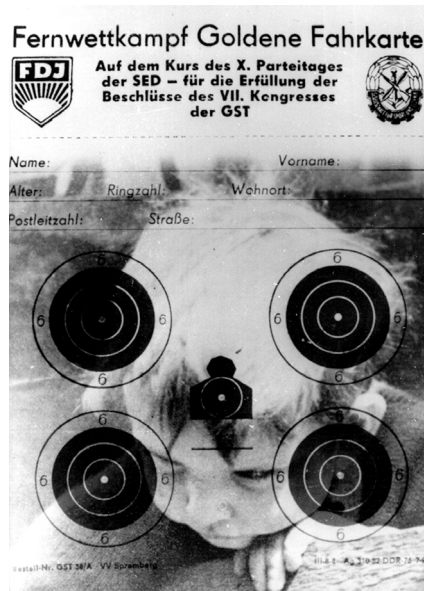 Fernwettkampf Goldene Fahrkarte
FDJ
Auf dem Kurs des X. Parteitages
der SED – für die Erfüllung der
Beschlüsse des VII. Kongresses
der GST
Name: Vorname:
Alter: Ringzahl: Wohnort:
Postleitzahl: Straße:
6 6
6 6 6 6
6 6
6
6 6 6 6
6 6
Bestell-Nr. GST 38/A VV Spremberg